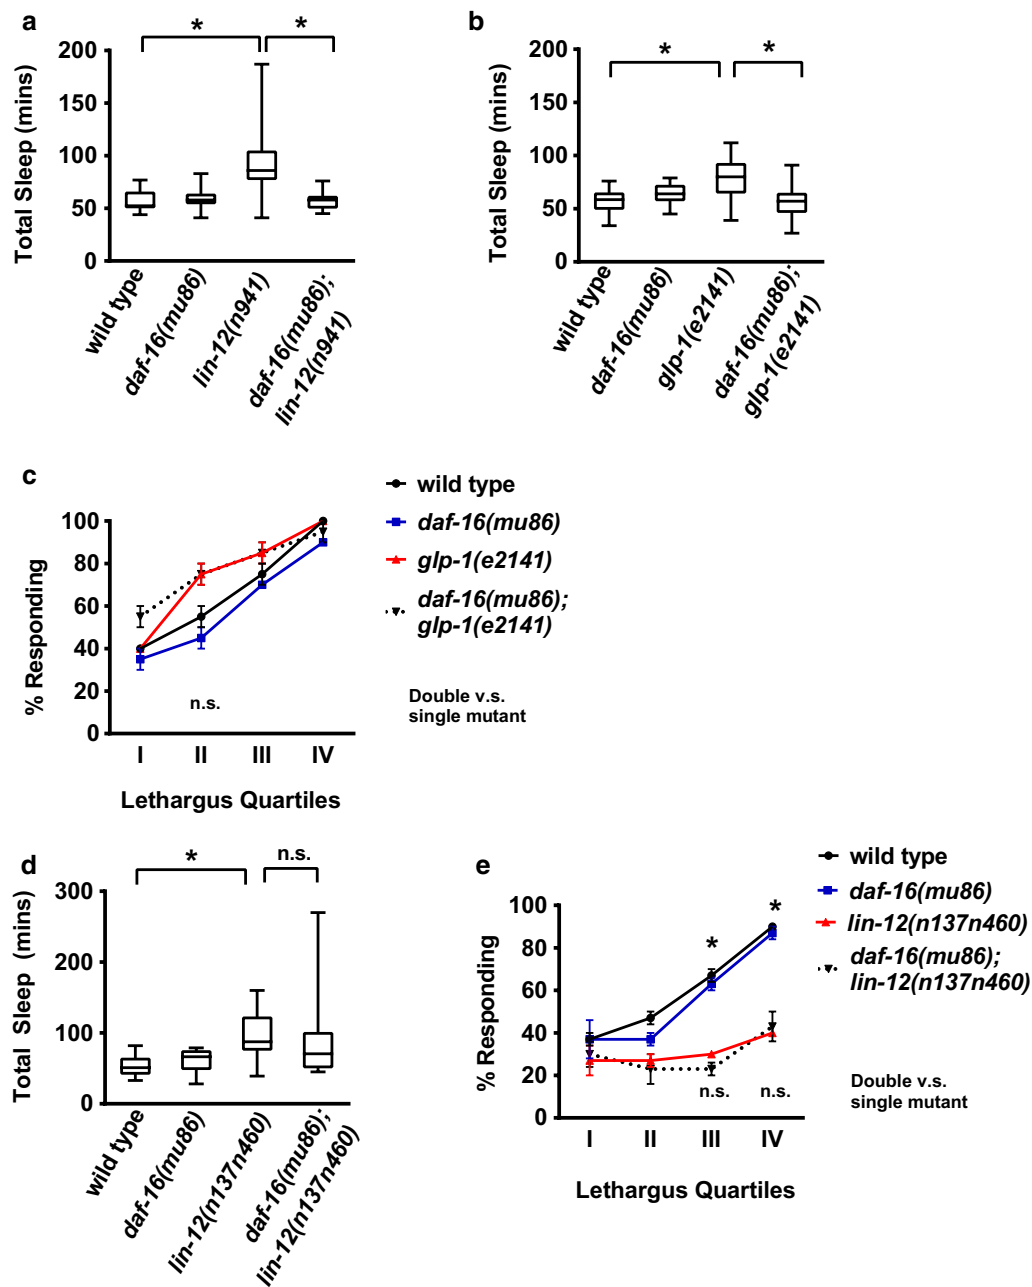 a
*
*
Total Sleep (mins)
200
150
100
50
0
wild type
daf-16(mu86)
lin-12(n941)
daf-16(mu86);
lin-12(n941)
b
*
*
Total Sleep (mins)
200
150
100
50
0
wild type
daf-16(mu86)
glp-1(e2141)
daf-16(mu86);
glp-1(e2141)
c
% Responding
100
80
60
40
20
0
n.s.
I II III IV
Lethargus Quartiles
wild type
daf-16(mu86)
glp-1(e2141)
daf-16(mu86);
glp-1(e2141)
Double v.s.
single mutant
d
*
n.s.
Total Sleep (mins)
300
200
100
0
wild type
daf-16(mu86)
lin-12(n137n460)
daf-16(mu86);
lin-12(n137n460)
e
% Responding
100
80
60
40
20
0
*
*
n.s. n.s.
I II III IV
Lethargus Quartiles
wild type
daf-16(mu86)
lin-12(n137n460)
daf-16(mu86);
lin-12(n137n460)
Double v.s.
single mutant